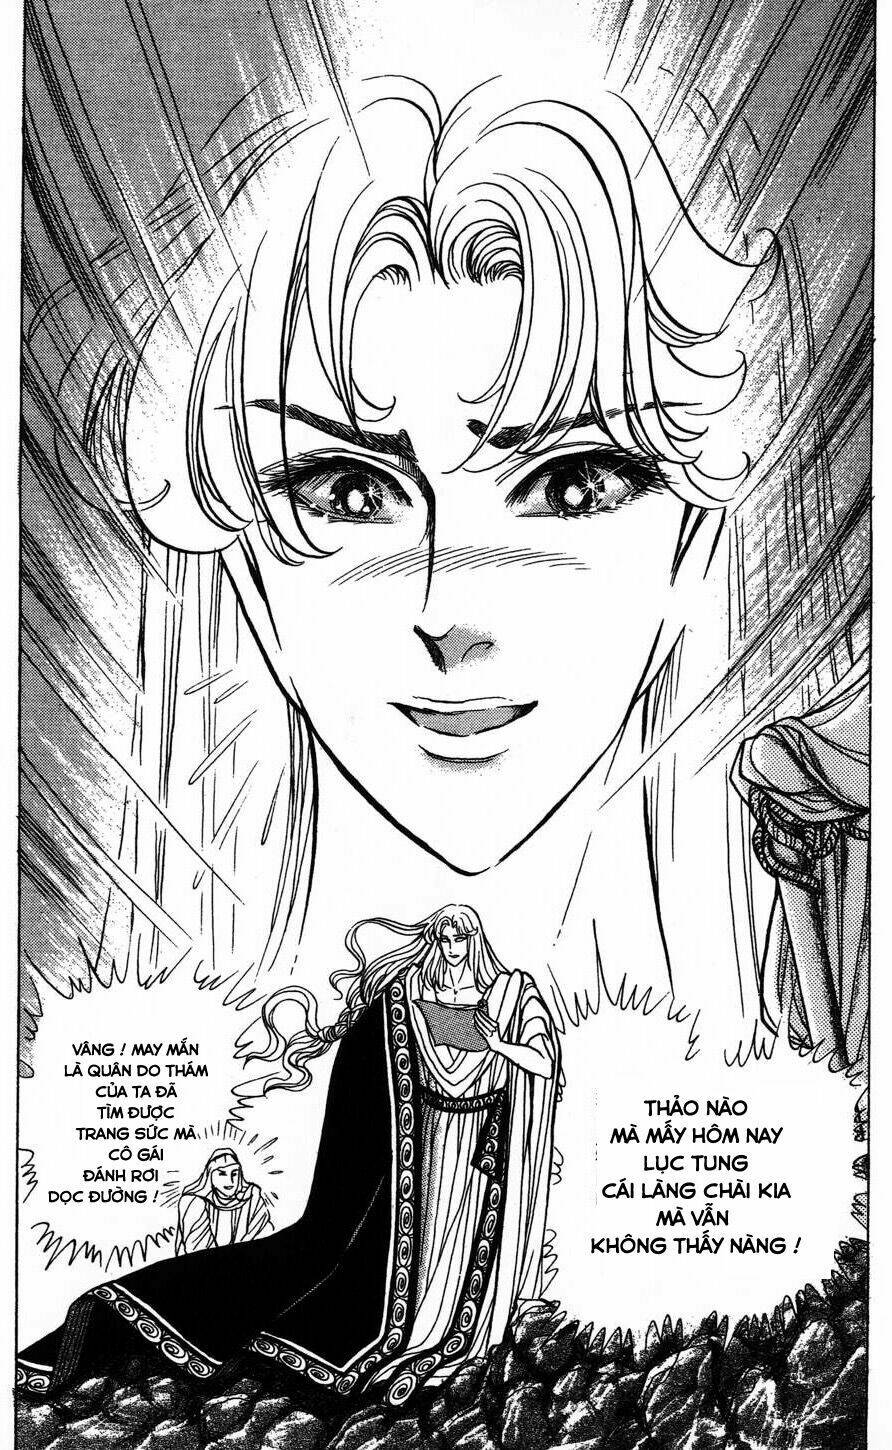 VÂNG ! MAY MẮN
LÀ QUÂN DO THÁM
CỦA TA ĐÃ
TÌM ĐƯỢC
TRANG SỨC MÀ
CÔ GÁI
ĐÁNH RƠI
DỌC ĐƯỜNG !
THẢO NÀO
MÀ MẤY HÔM NAY
LỤC TUNG
CÁI LÀNG CHÀI KIA
MÀ VẪN
KHÔNG THẤY NÀNG !